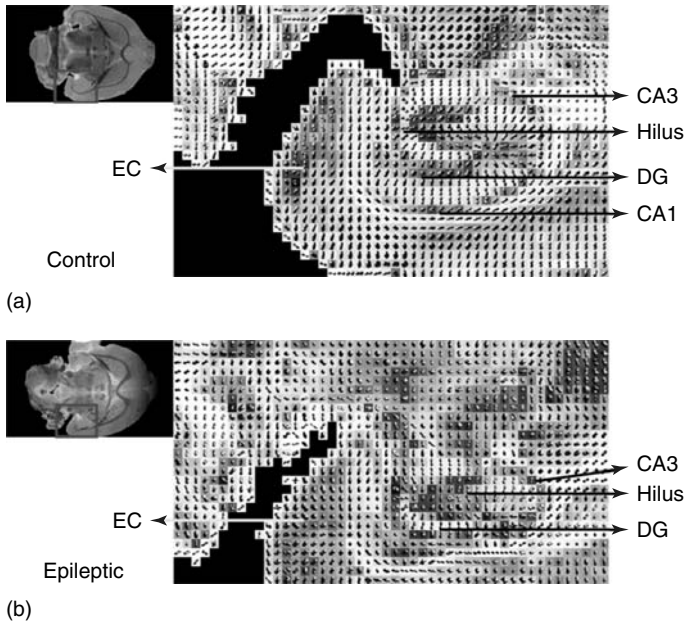 CA3
Hilus
EC
DG
CA1
Control
(a)
CA3
Hilus
EC
DG
Epileptic
(b)